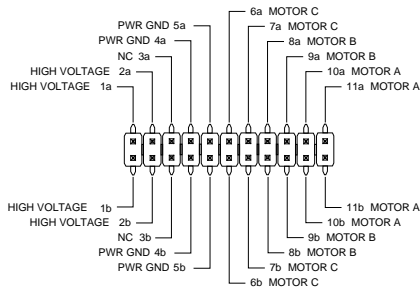 6a MOTOR C
PWR GND 5a 7a MOTOR C
PWR GND 4a 8a MOTOR B
NC 3a 9a MOTOR B
HIGH VOLTAGE 2a 10a MOTOR A
HIGH VOLTAGE 1a 11a MOTOR A
HIGH VOLTAGE 1b 11b MOTOR A
HIGH VOLTAGE 2b 10b MOTOR A
NC 3b 9b MOTOR B
PWR GND 4b 8b MOTOR B
PWR GND 5b 7b MOTOR C
6b MOTOR C